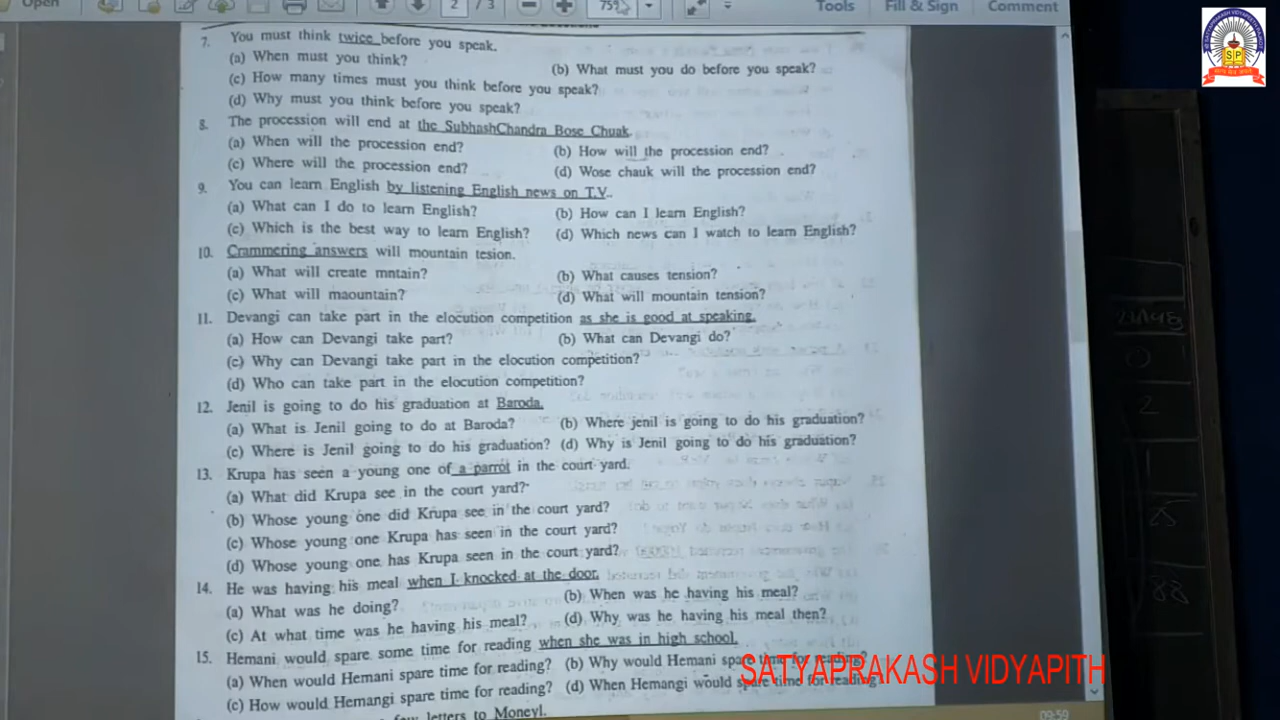 Open
2 / 3
75%
Tools Fill & Sign Comment
7. You must think twice before you speak.
(a) When must you think? (b) What must you do before you speak?
(c) How many times must you think before you speak?
(d) Why must you think before you speak?
8. The procession will end at the SubhashChandra Bose Chuak.
(a) When will the procession end? (b) How will the procession end?
(c) Where will the procession end? (d) Wose chauk will the procession end?
9. You can learn English by listening English news on T.V..
(a) What can I do to learn English? (b) How can I learn English?
(c) Which is the best way to learn English? (d) Which news can I watch to learn English?
10. Crammering answers will mountain tesion.
(a) What will create mntain? (b) What causes tension?
(c) What will maountain? (d) What will mountain tension?
11. Devangi can take part in the elocution competition as she is good at speaking.
(a) How can Devangi take part? (b) What can Devangi do?
(c) Why can Devangi take part in the elocution competition?
(d) Who can take part in the elocution competition?
12. Jenil is going to do his graduation at Baroda.
(a) What is Jenil going to do at Baroda? (b) Where jenil is going to do his graduation?
(c) Where is Jenil going to do his graduation? (d) Why is Jenil going to do his graduation?
13. Krupa has seen a young one of a parrot in the court yard.
(a) What did Krupa see in the court yard?
(b) Whose young one did Krupa see in the court yard?
(c) Whose young one Krupa has seen in the court yard?
(d) Whose young one has Krupa seen in the court yard?
14. He was having his meal when I knocked at the door.
(a) What was he doing? (b) When was he having his meal?
(c) At what time was he having his meal? (d) Why was he having his meal then?
15. Hemani would spare some time for reading when she was in high school.
(a) When would Hemani spare time for reading? (b) Why would Hemani spare time for reading?
(c) How would Hemangi spare time for reading? (d) When Hemangi would spare time for reading
letters to Moneyl.
SATYAPRAKASH VIDYAPITH
SP
09:59